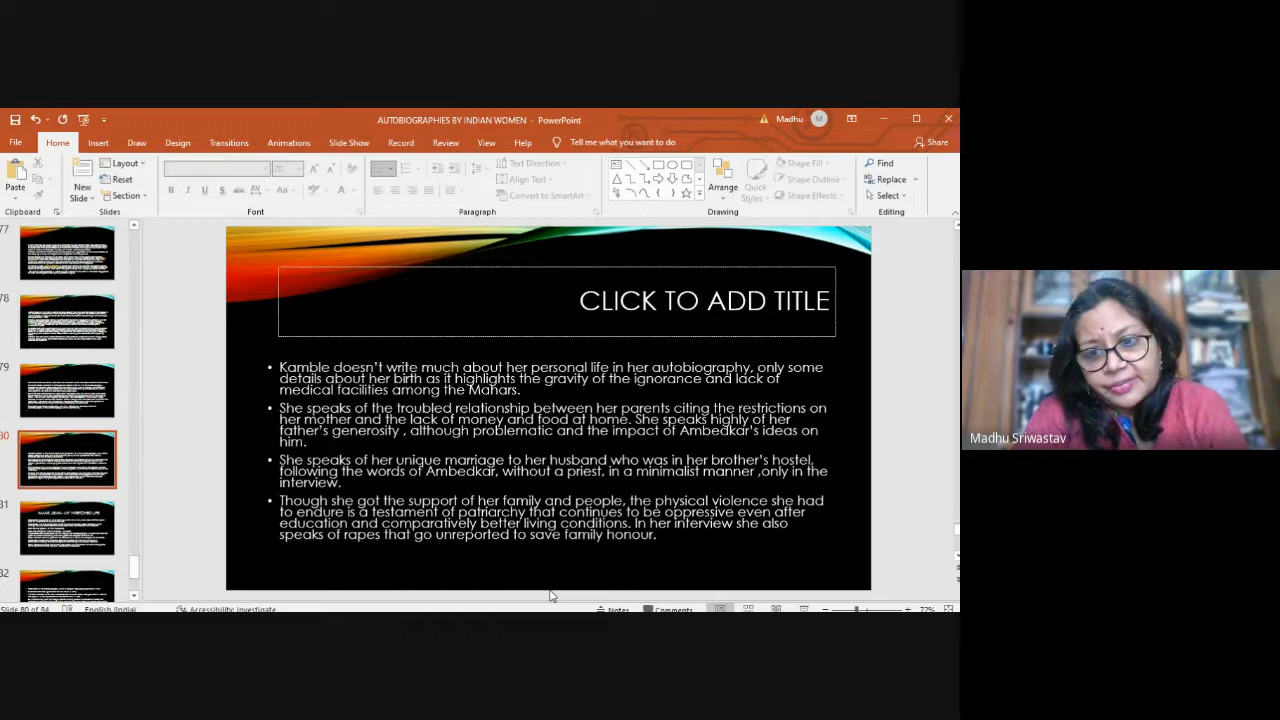 AUTOBIOGRAPHIES BY INDIAN WOMEN - PowerPoint
Madhu
M
File
Home
Insert
Draw
Design
Transitions
Animations
Slide Show
Record
Review
View
Help
Tell me what you want to do
Share
Paste
New
Slide
Layout
Reset
Section
20
Text Direction
Align Text
Convert to SmartArt
Arrange
Quick
Styles
Shape Fill
Shape Outline
Shape Effects
Find
Replace
Select
Clipboard
Slides
Font
Paragraph
Drawing
Editing
77
78
79
80
81
82
CLICK TO ADD TITLE
• Kamble doesn't write much about her personal life in her autobiography, only some
details about her birth as it highlights the gravity of the ignorance and lack of
medical facilities among the Mahars.
• She speaks of the troubled relationship between her parents citing the restrictions on
her mother and the lack of money and food at home. She speaks highly of her
father's generosity , although problematic and the impact of Ambedkar's ideas on
him.
• She speaks of her unique marriage to her husband who was in her brother's hostel,
following the words of Ambedkar, without a priest, in a minimalist manner ,only in the
interview.
• Though she got the support of her family and people, the physical violence she had
to endure is a testament of patriarchy that continues to be oppressive even after
education and comparatively better living conditions. In her interview she also
speaks of rapes that go unreported to save family honour.
Slide 80 of 84
English (India)
Accessibility: Investigate
Notes
Comments
72%
Madhu Sriwastav